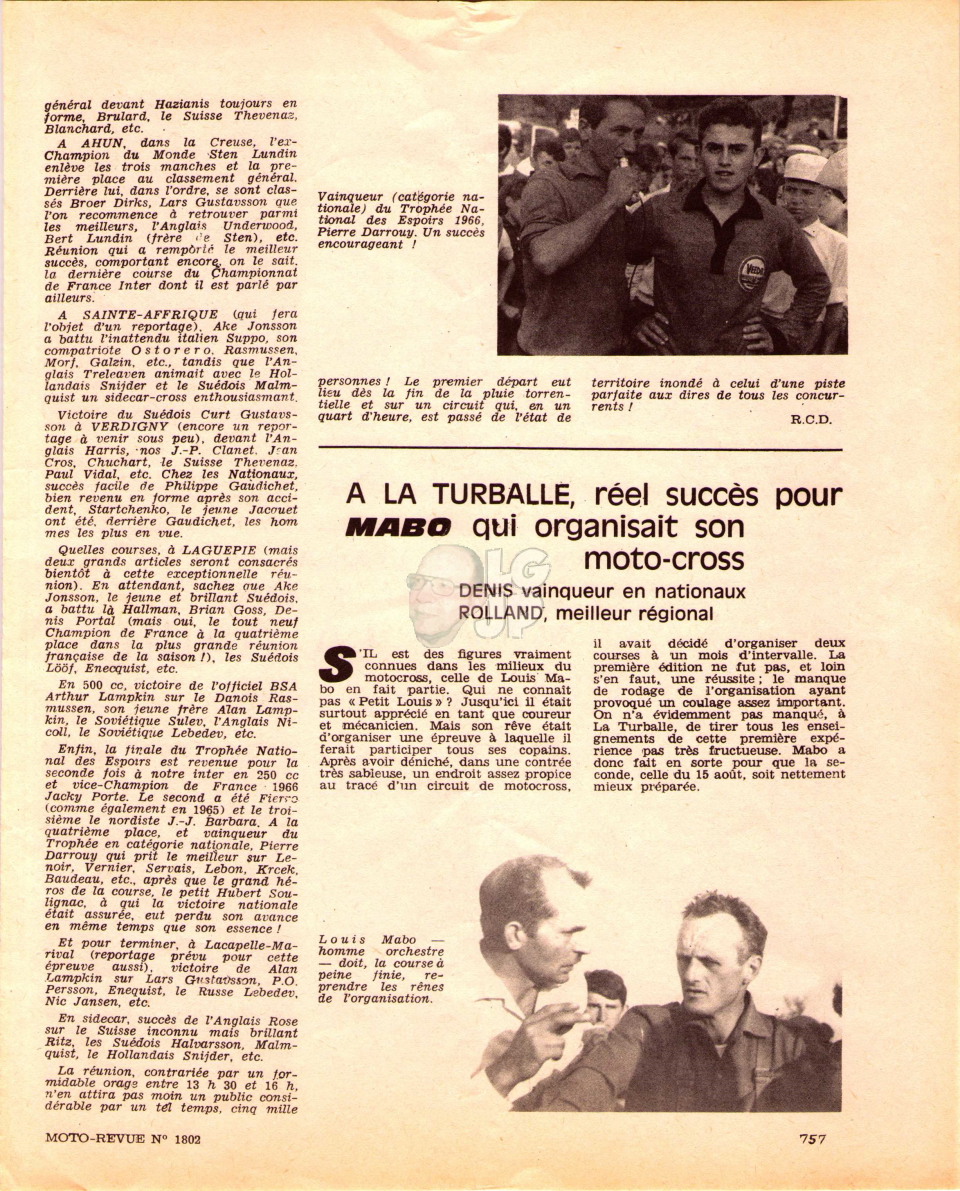 général devant Hazianis toujours en
forme, Brulard, le Suisse Thevenaz,
Blanchard, etc.
A AHUN, dans la Creuse, l'ex-
Champion du Monde Sten Lundin
enlève les trois manches et la pre-
mière place au classement général.
Derrière lui, dans l'ordre, se sont clas-
sés Broer Dirks, Lars Gustavsson que
l'on recommence à retrouver parmi
les meilleurs, l'Anglais Underwood,
Bert Lundin (frère de Sten), etc.
Réunion qui a remporté le meilleur
succès, comportant encore, on le sait,
la dernière course du Championnat
de France Inter dont il est parlé par
ailleurs.
A SAINTE-AFFRIQUE (qui fera
l'objet d'un reportage), Ake Jonsson
a battu l'inattendu italien Suppo, son
compatriote Ostorero, Rasmussen,
Morf, Galzin, etc., tandis que l'An-
glais Treleaven animait avec le Hol-
landais Snijder et le Suédois Malm-
quist un sidecar-cross enthousiasmant.
Victoire du Suédois Curt Gustavs-
son à VERDIGNY (encore un repor-
tage à venir sous peu), devant l'An-
glais Harris, nos J.-P. Clanet, Jean
Cros, Chuchart, le Suisse Thevenaz,
Paul Vidal, etc. Chez les Nationaux,
succès facile de Philippe Gaudichet,
bien revenu en forme après son acci-
dent, Startchenko, le jeune Jacquet
ont été, derrière Gaudichet, les hom
mes les plus en vue.
Quelles courses, à LAGUEPIE (mais
deux grands articles seront consacrés
bientôt à cette exceptionnelle réu-
nion). En attendant, sachez que Ake
Jonsson, le jeune et brillant Suédois,
a battu là Hallman, Brian Goss, De-
nis Portal (mais oui, le tout neuf
Champion de France à la quatrième
place dans la plus grande réunion
française de la saison !), les Suédois
Lööf, Enecquist, etc.
En 500 cc, victoire de l'officiel BSA
Arthur Lampkin sur le Danois Ras-
mussen, son jeune frère Alan Lamp-
kin, le Soviétique Sulev, l'Anglais Ni-
coll, le Soviétique Lebedev, etc.
Enfin, la finale du Trophée Natio-
nal des Espoirs est revenue pour la
seconde fois à notre inter en 250 cc
et vice-Champion de France 1966
Jacky Porte. Le second a été Fierro
(comme également en 1965) et le troi-
sième le nordiste J.-J. Barbara. A la
quatrième place, et vainqueur du
Trophée en catégorie nationale, Pierre
Darrouy qui prit le meilleur sur Le-
noir, Vernier, Servais, Lebon, Krcek,
Baudeau, etc., après que le grand hé-
ros de la course, le petit Hubert Sou-
lignac, à qui la victoire nationale
était assurée, eut perdu son avance
en même temps que son essence !
Et pour terminer, à Lacapelle-Ma-
rival (reportage prévu pour cette
épreuve aussi), victoire de Alan
Lampkin sur Lars Gustavsson, P.O.
Persson, Enequist, le Russe Lebedev,
Nic Jansen, etc.
En sidecar, succès de l'Anglais Rose
sur le Suisse inconnu mais brillant
Ritz, les Suédois Halvarsson, Malm-
quist, le Hollandais Snijder, etc.
La réunion, contrariée par un for-
midable orage entre 13 h 30 et 16 h,
n'en attira pas moin un public consi-
dérable par un tel temps, cinq mille
Vainqueur (catégorie na-
tionale) du Trophée Na-
tional des Espoirs 1966,
Pierre Darrouy. Un succès
encourageant !
VEEDOL
personnes ! Le premier départ eut
lieu dès la fin de la pluie torren-
tielle et sur un circuit qui, en un
quart d'heure, est passé de l'état de
territoire inondé à celui d'une piste
parfaite aux dires de tous les concur-
rents !
R.C.D.
A LA TURBALLE, réel succès pour
MABO qui organisait son
moto-cross
DENIS vainqueur en nationaux
ROLLAND, meilleur régional
LG
JP
S'IL est des figures vraiment
connues dans les milieux du
motocross, celle de Louis Ma-
bo en fait partie. Qui ne connaît
pas « Petit Louis » ? Jusqu'ici il était
surtout apprécié en tant que coureur
et mécanicien. Mais son rêve était
d'organiser une épreuve à laquelle il
ferait participer tous ses copains.
Après avoir déniché, dans une contrée
très sableuse, un endroit assez propice
au tracé d'un circuit de motocross,
il avait décidé d'organiser deux
courses à un mois d'intervalle. La
première édition ne fut pas, et loin
s'en faut, une réussite ; le manque
de rodage de l'organisation ayant
provoqué un coulage assez important.
On n'a évidemment pas manqué, à
La Turballe, de tirer tous les ensei-
gnements de cette première expé-
rience pas très fructueuse. Mabo a
donc fait en sorte pour que la se-
conde, celle du 15 août, soit nettement
mieux préparée.
Louis Mabo —
homme orchestre
— doit, la course à
peine finie, re-
prendre les rênes
de l'organisation.
MOTO-REVUE N° 1802
757